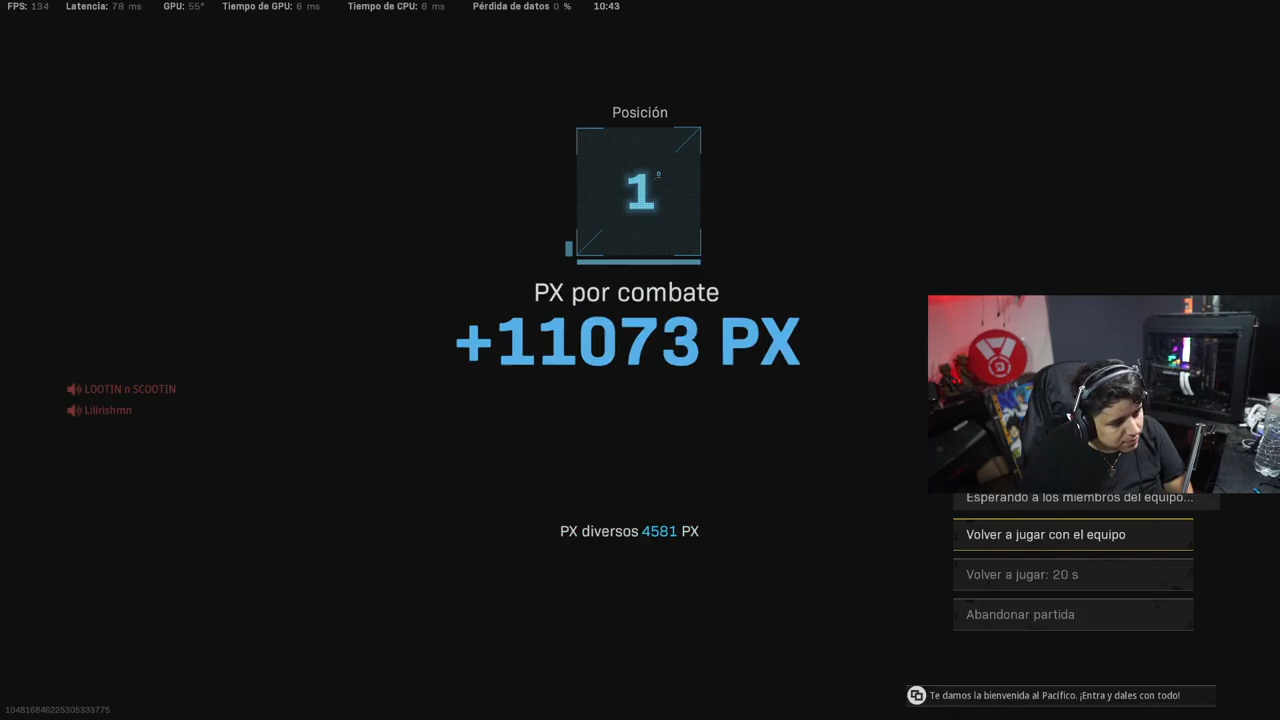 FPS: 134 Latencia: 78 ms GPU: 55° Tiempo de GPU: 6 ms Tiempo de CPU: 6 ms Pérdida de datos 0 % 10:43
Posición
1º
PX por combate
+11073 PX
LOOTIN n SCOOTIN
Lilirishmn
Esperando a los miembros del equipo...
PX diversos 4581 PX
Volver a jugar con el equipo
Volver a jugar: 20 s
Abandonar partida
Te damos la bienvenida al Pacífico. ¡Entra y dales con todo!
104816846225305333775